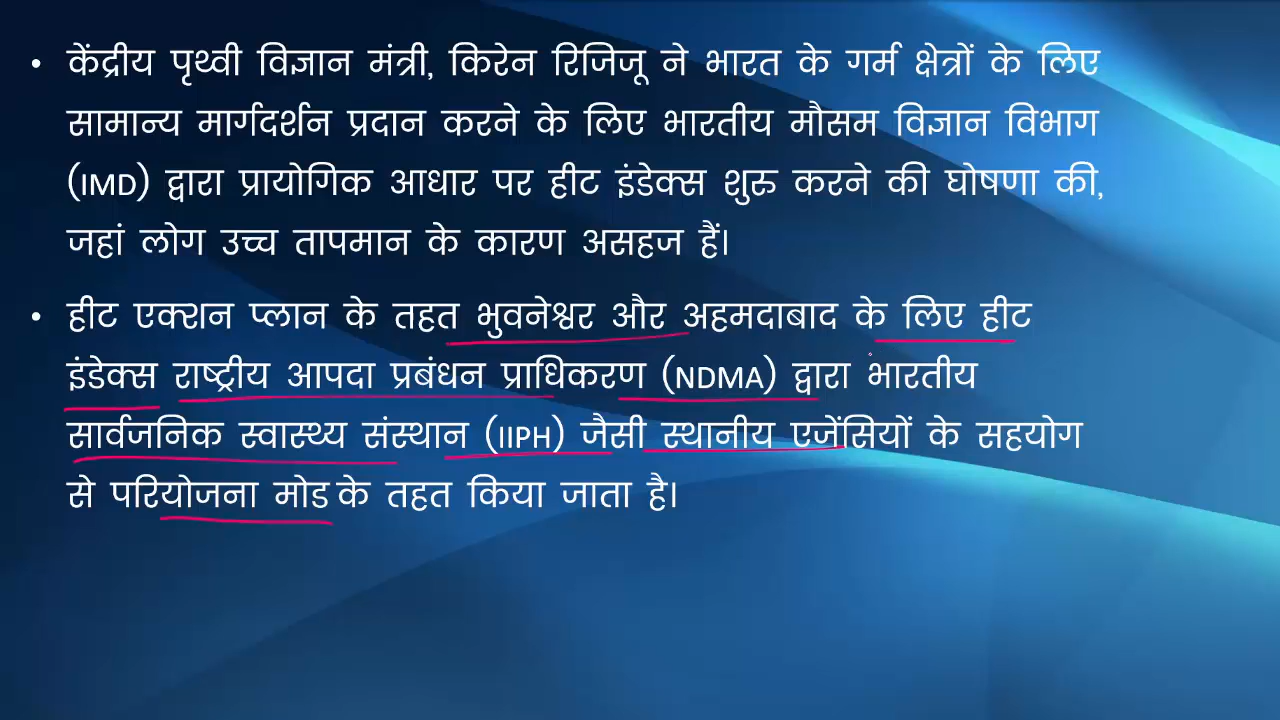 • केंद्रीय पृथ्वी विज्ञान मंत्री, किरेन रिजिजू ने भारत के गर्म क्षेत्रों के लिए
सामान्य मार्गदर्शन प्रदान करने के लिए भारतीय मौसम विज्ञान विभाग
(IMD) द्वारा प्रायोगिक आधार पर हीट इंडेक्स शुरु करने की घोषणा की,
जहां लोग उच्च तापमान के कारण असहज हैं।
• हीट एक्शन प्लान के तहत भुवनेश्वर और अहमदाबाद के लिए हीट
इंडेक्स राष्ट्रीय आपदा प्रबंधन प्राधिकरण (NDMA) द्वारा भारतीय
सार्वजनिक स्वास्थ्य संस्थान (IIPH) जैसी स्थानीय एजेंसियों के सहयोग
से परियोजना मोड के तहत किया जाता है।